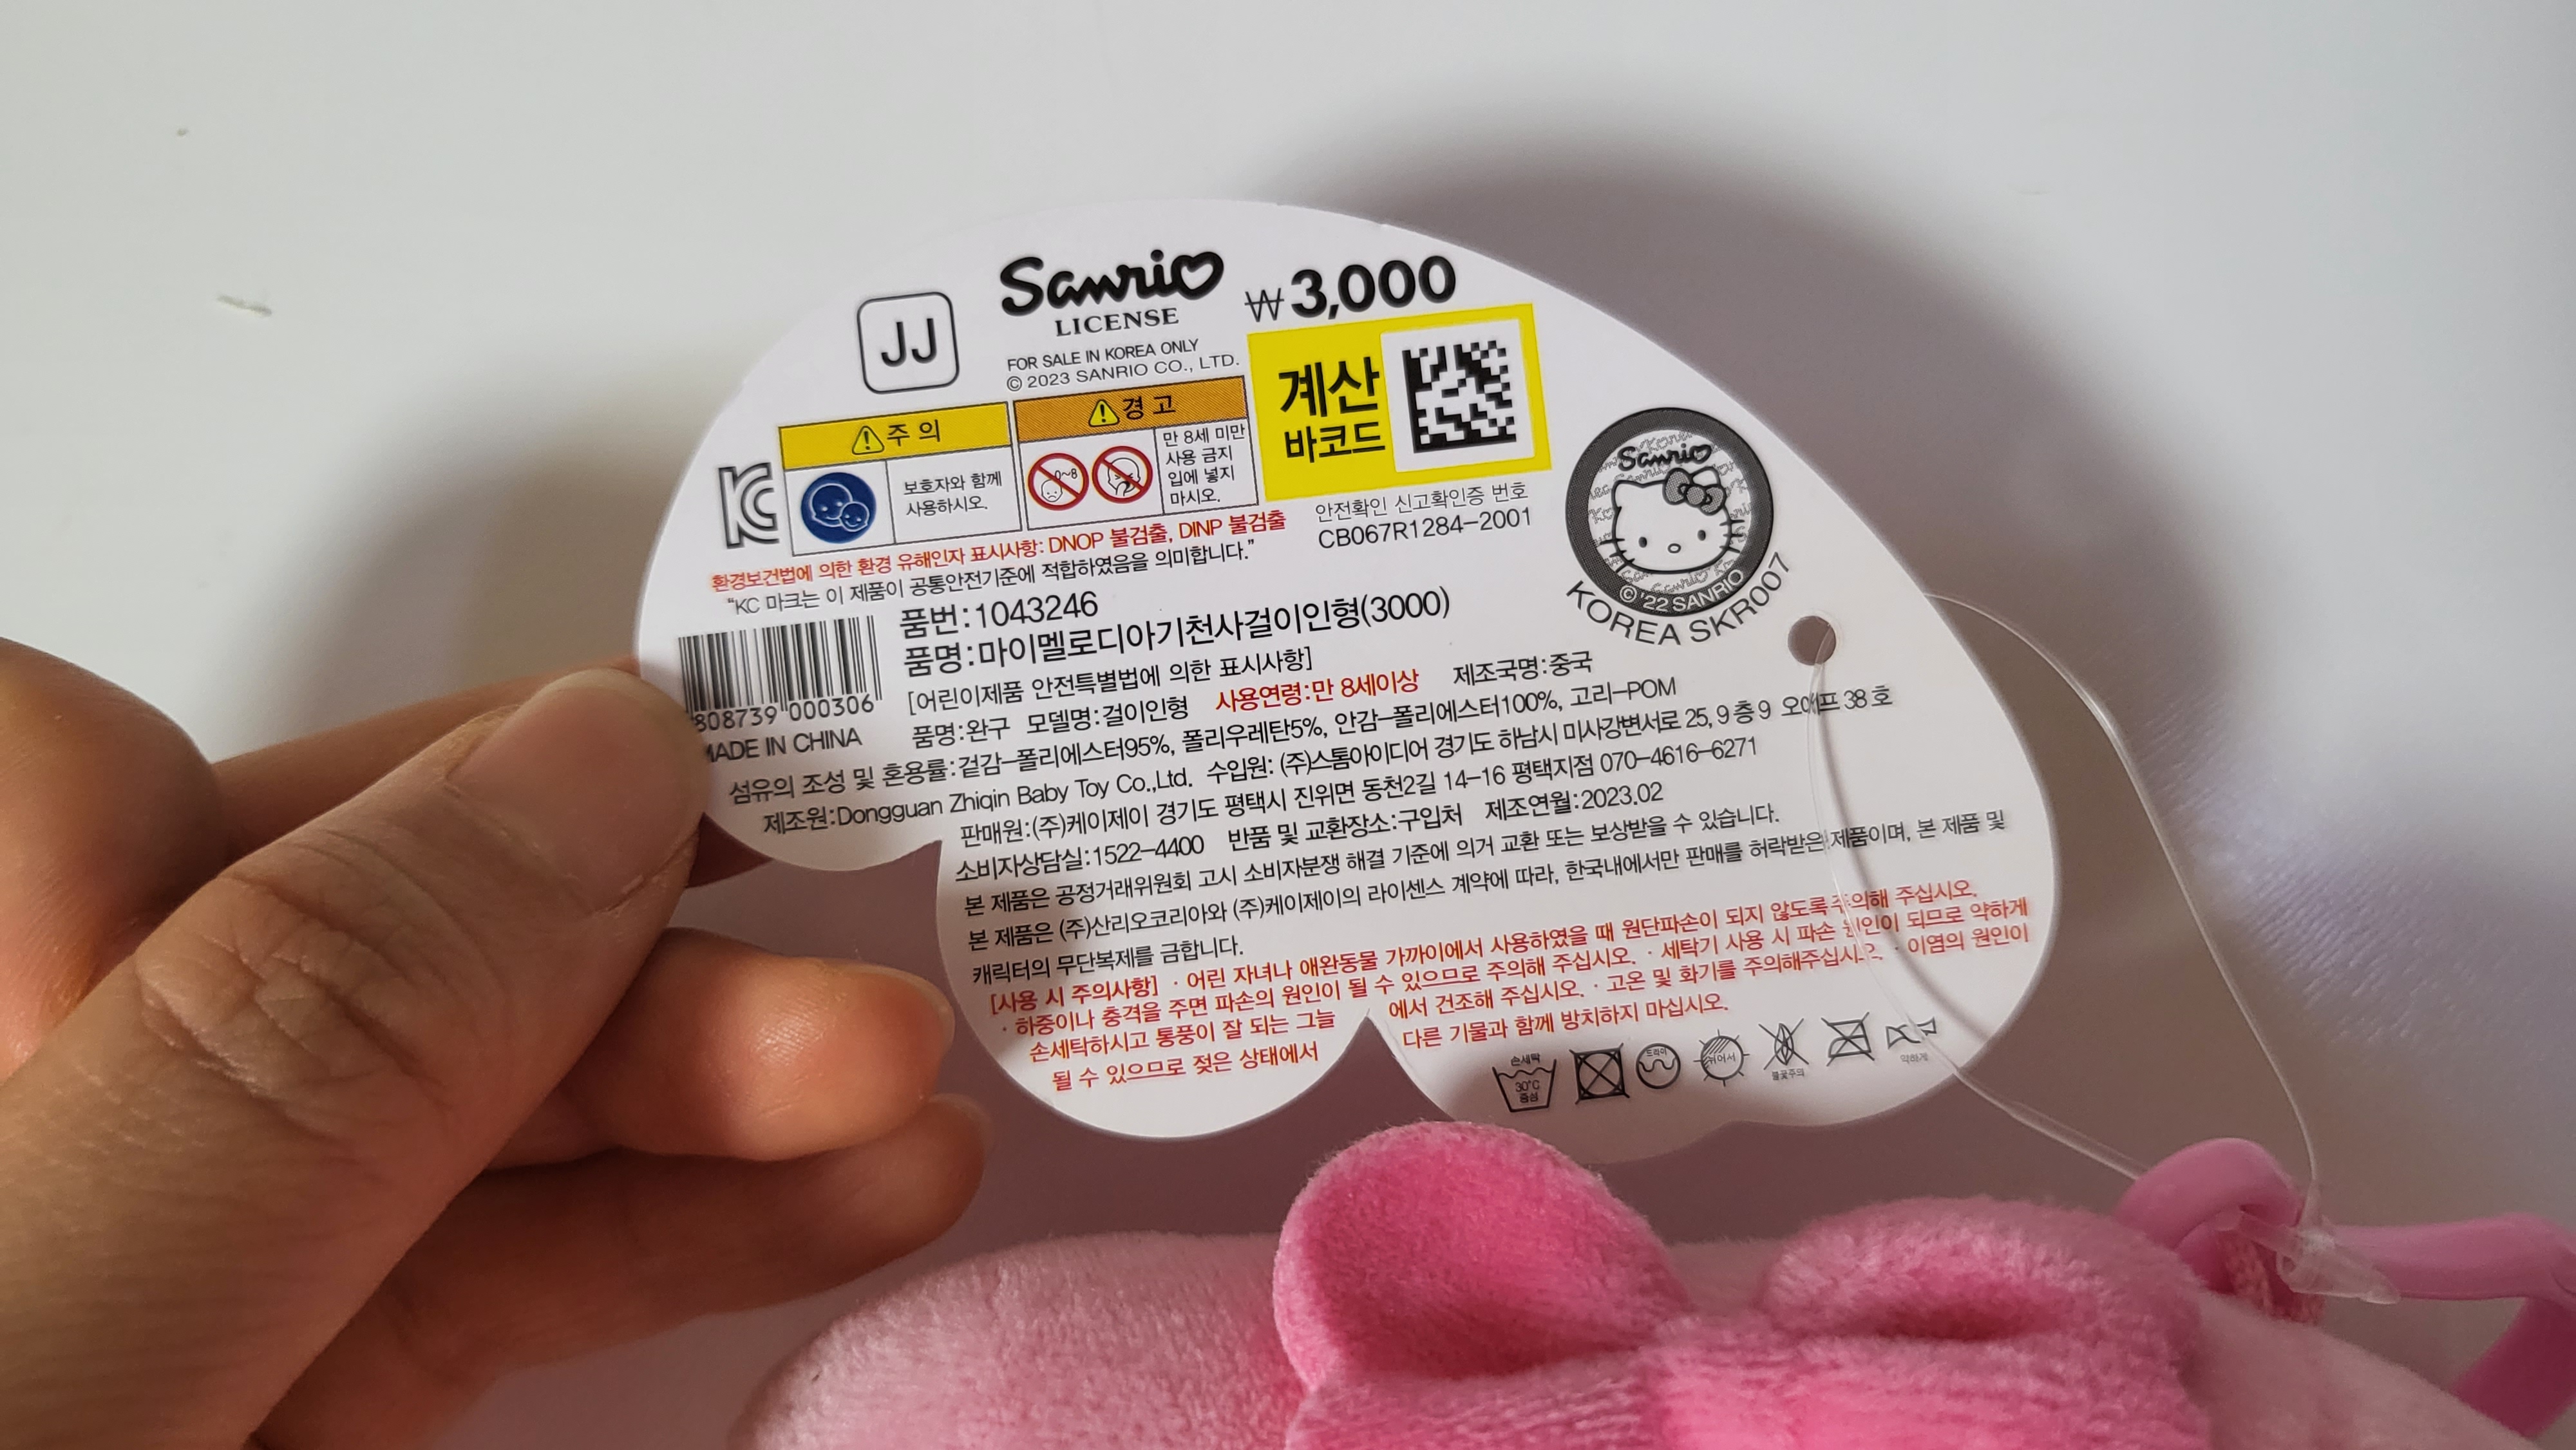 JJ
Sanrio
LICENSE
FOR SALE IN KOREA ONLY
© 2023 SANRIO CO., LTD.
₩3,000
계산
바코드
주 의
보호자와 함께
사용하시오.
경 고
0~8
만 8세 미만
사용 금지
입에 넣지
마시오.
안전확인 신고확인증 번호
CB067R1284-2001
Sanrio
© '22 SANRIO
KOREA SKR007
환경보건법에 의한 환경 유해인자 표시사항: DNOP 불검출, DINP 불검출
"KC 마크는 이 제품이 공통안전기준에 적합하였음을 의미합니다."
808739 000306
MADE IN CHINA
품번:1043246
품명:마이멜로디아기천사걸이인형(3000)
[어린이제품 안전특별법에 의한 표시사항]
품명:완구 모델명:걸이인형 사용연령:만 8세이상 제조국명:중국
섬유의 조성 및 혼용률:겉감-폴리에스터95%, 폴리우레탄5%, 안감-폴리에스터100%, 고리-POM
제조원:Dongguan Zhiqin Baby Toy Co.,Ltd. 수입원: (주)스톰아이디어 경기도 하남시 미사강변서로 25, 9층 9 오에프 38 호
판매원:(주)케이제이 경기도 평택시 진위면 동천2길 14-16 평택지점 070-4616-6271
소비자상담실:1522-4400 반품 및 교환장소:구입처 제조연월:2023.02
본 제품은 공정거래위원회 고시 소비자분쟁 해결 기준에 의거 교환 또는 보상받을 수 있습니다.
본 제품은 (주)산리오코리아와 (주)케이제이의 라이센스 계약에 따라, 한국내에서만 판매를 허락받은 제품이며, 본 제품 및
캐릭터의 무단복제를 금합니다.
[사용 시 주의사항] · 어린 자녀나 애완동물 가까이에서 사용하였을 때 원단파손이 되지 않도록 주의해 주십시오.
· 하중이나 충격을 주면 파손의 원인이 될 수 있으므로 주의해 주십시오. · 세탁기 사용 시 파손 원인이 되므로 약하게
손세탁하시고 통풍이 잘 되는 그늘에서 건조해 주십시오. · 고온 및 화기를 주의해주십시오. · 이염의 원인이
될 수 있으므로 젖은 상태에서 다른 기물과 함께 방치하지 마십시오.
손세탁
30℃
중성
드라이
뉘어서
불꽃주의
약하게